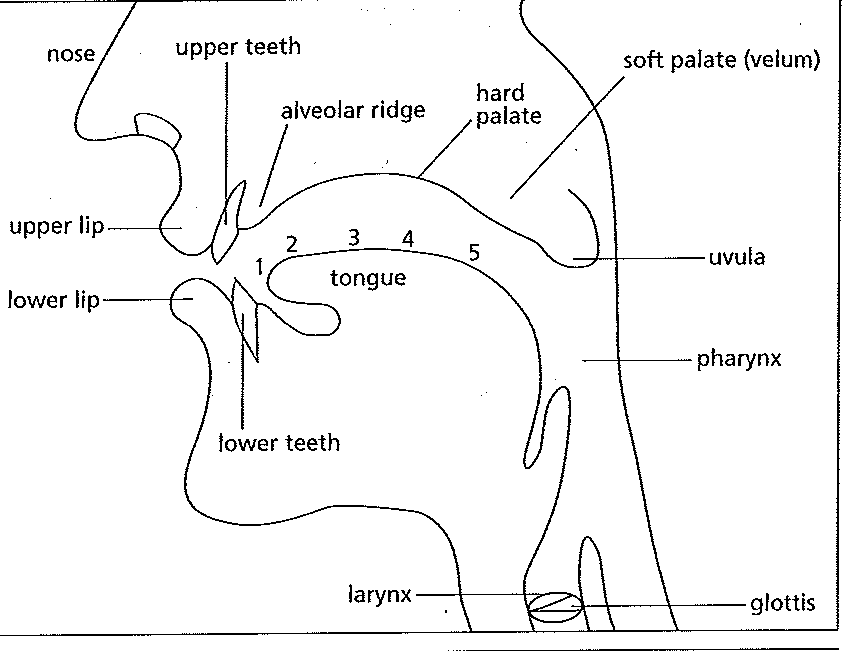 nose
upper teeth
soft palate (velum)
alveolar ridge
hard
palate
upper lip
1
2
3
4
5
tongue
uvula
lower lip
pharynx
lower teeth
larynx
glottis